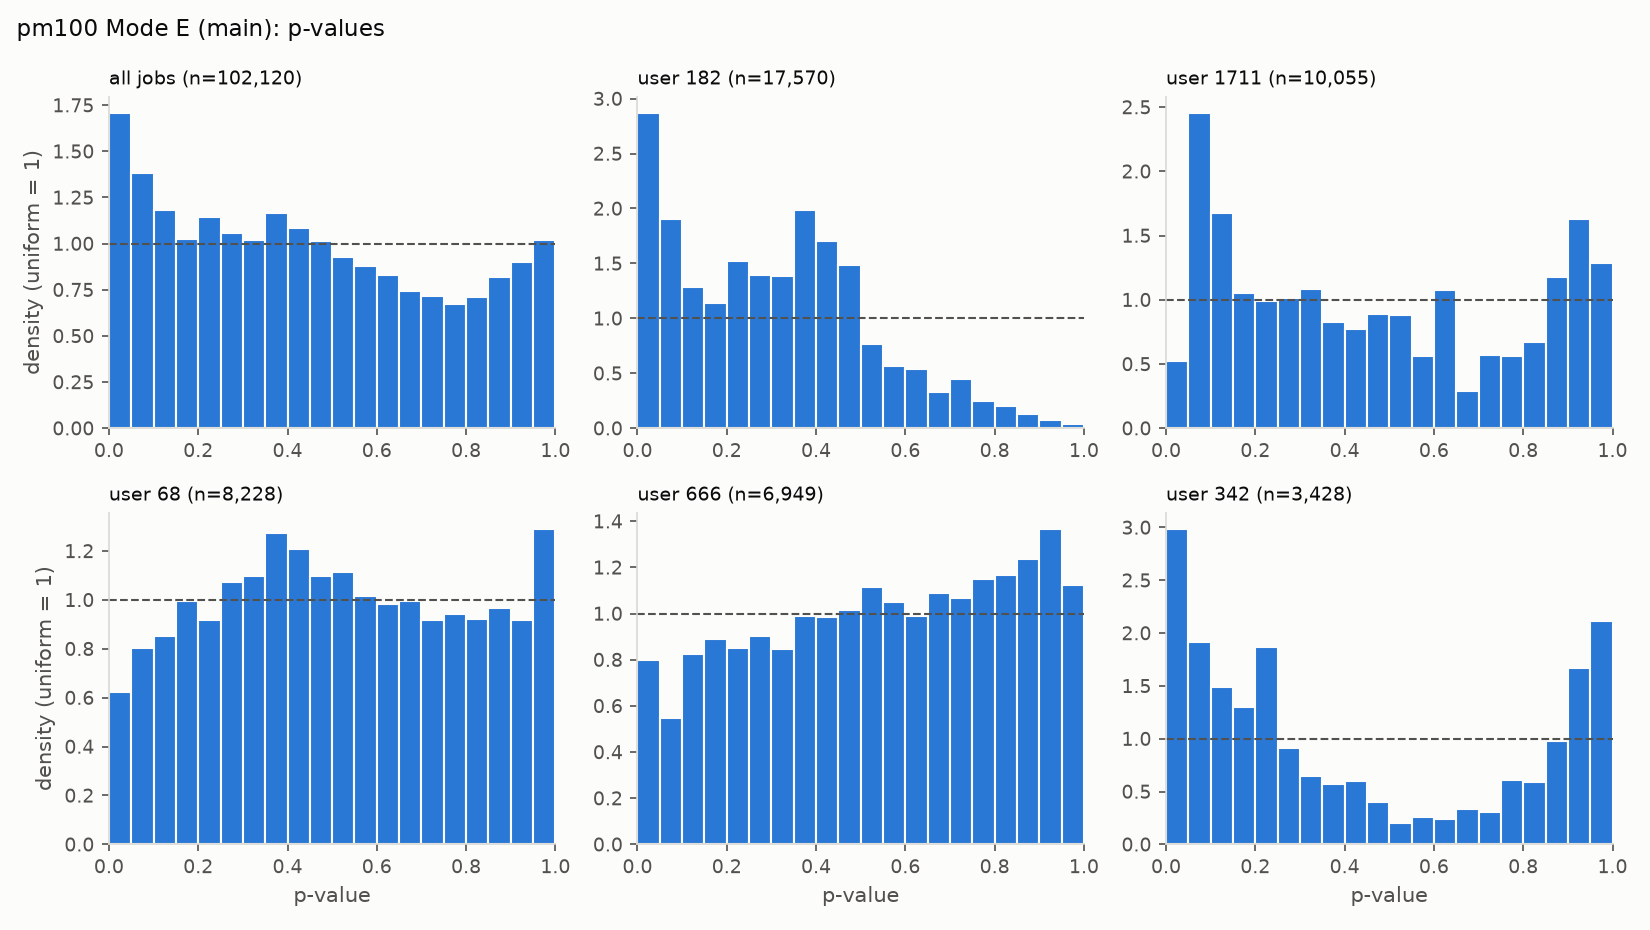 pm100 Mode E (main): p-values
all jobs (n=102,120)
user 182 (n=17,570)
user 1711 (n=10,055)
density (uniform = 1)
1.75
1.50
1.25
1.00
0.75
0.50
0.25
0.00
0.0 0.2 0.4 0.6 0.8 1.0
3.0
2.5
2.0
1.5
1.0
0.5
0.0
0.0 0.2 0.4 0.6 0.8 1.0
2.5
2.0
1.5
1.0
0.5
0.0
0.0 0.2 0.4 0.6 0.8 1.0
user 68 (n=8,228)
user 666 (n=6,949)
user 342 (n=3,428)
density (uniform = 1)
1.2
1.0
0.8
0.6
0.4
0.2
0.0
0.0 0.2 0.4 0.6 0.8 1.0
p-value
1.4
1.2
1.0
0.8
0.6
0.4
0.2
0.0
0.0 0.2 0.4 0.6 0.8 1.0
p-value
3.0
2.5
2.0
1.5
1.0
0.5
0.0
0.0 0.2 0.4 0.6 0.8 1.0
p-value